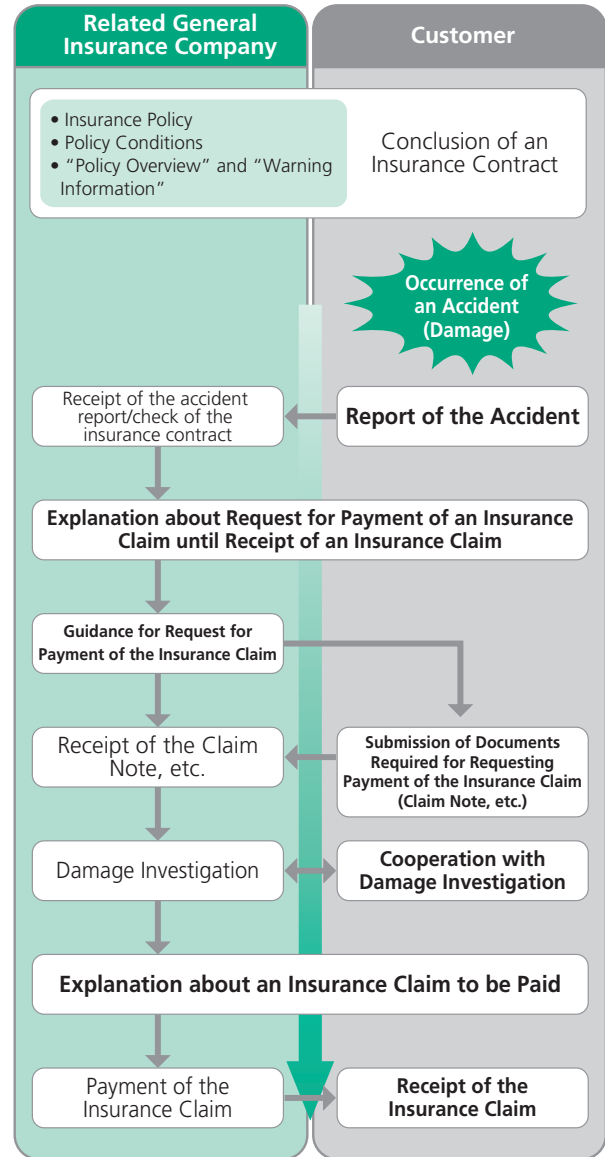 Related General
Insurance Company
Customer
• Insurance Policy
• Policy Conditions
• “Policy Overview” and “Warning
Information”
Conclusion of an
Insurance Contract
Occurrence of
an Accident
(Damage)
Receipt of the accident
report/check of the
insurance contract
Report of the Accident
Explanation about Request for Payment of an Insurance
Claim until Receipt of an Insurance Claim
Guidance for Request for
Payment of the Insurance Claim
Receipt of the Claim
Note, etc.
Submission of Documents
Required for Requesting
Payment of the Insurance Claim
(Claim Note, etc.)
Damage Investigation
Cooperation with
Damage Investigation
Explanation about an Insurance Claim to be Paid
Payment of the
Insurance Claim
Receipt of the
Insurance Claim